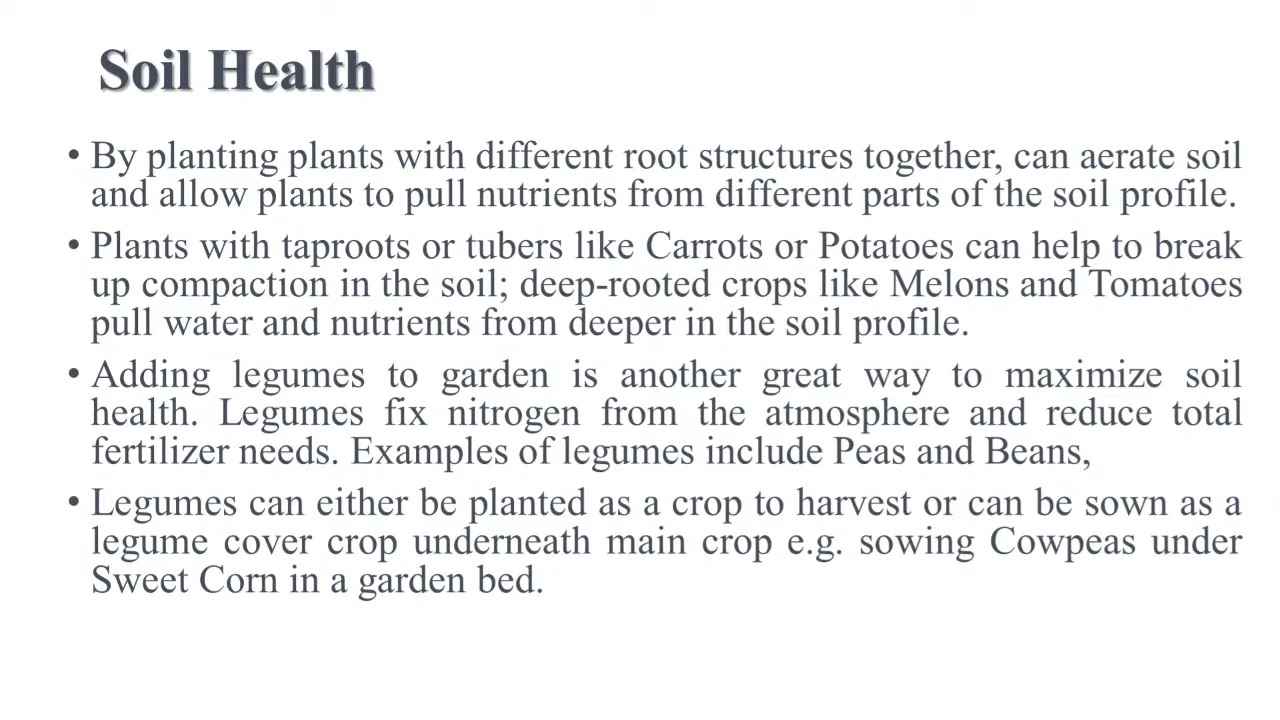 Soil Health
• By planting plants with different root structures together, can aerate soil
and allow plants to pull nutrients from different parts of the soil profile.
• Plants with taproots or tubers like Carrots or Potatoes can help to break
up compaction in the soil; deep-rooted crops like Melons and Tomatoes
pull water and nutrients from deeper in the soil profile.
• Adding legumes to garden is another great way to maximize soil
health. Legumes fix nitrogen from the atmosphere and reduce total
fertilizer needs. Examples of legumes include Peas and Beans,
• Legumes can either be planted as a crop to harvest or can be sown as a
legume cover crop underneath main crop e.g. sowing Cowpeas under
Sweet Corn in a garden bed.